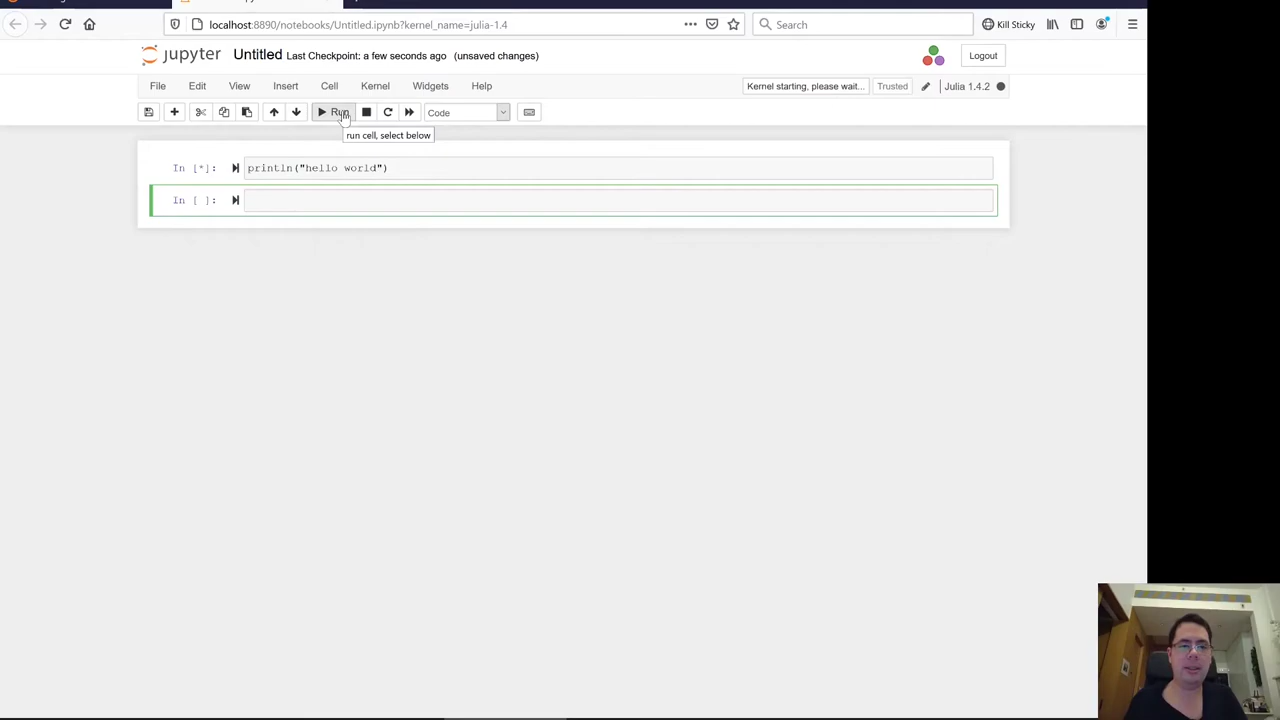 localhost:8890/notebooks/Untitled.ipynb?kernel_name=julia-1.4
Search
Kill Sticky
jupyter Untitled Last Checkpoint: a few seconds ago (unsaved changes)
Logout
File Edit View Insert Cell Kernel Widgets Help
Kernel starting, please wait... Trusted Julia 1.4.2
Run Code
run cell, select below
In [*]: println("hello world")
In [ ]: